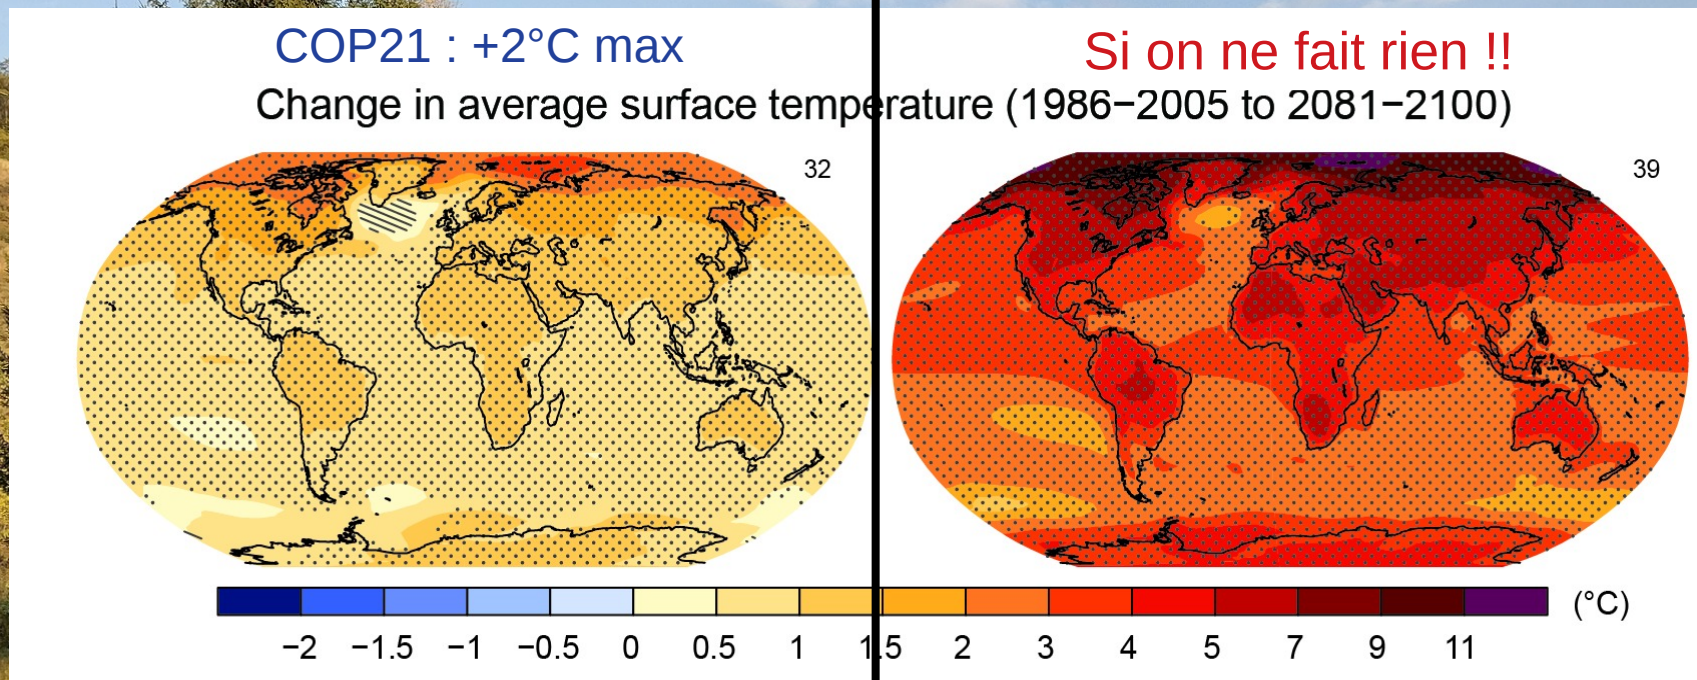 COP21 : +2°C max
Si on ne fait rien !!
Change in average surface temperature (1986−2005 to 2081−2100)
32
39
(°C)
−2 −1.5 −1 −0.5 0 0.5 1 1.5 2 3 4 5 7 9 11